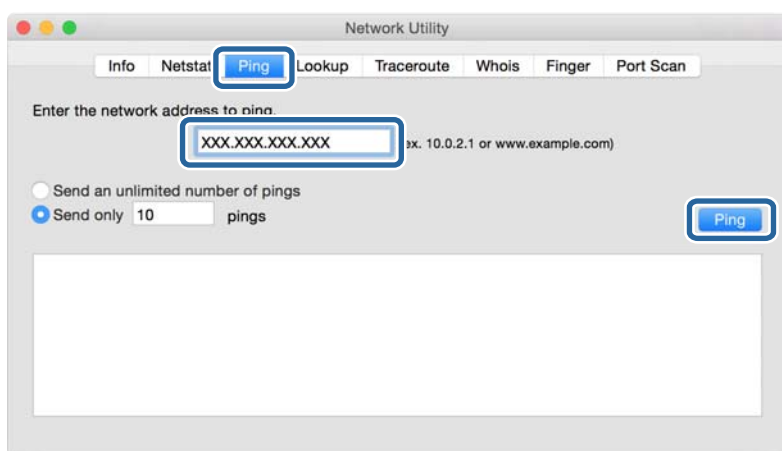 Network Utility
Info Netstat Ping Lookup Traceroute Whois Finger Port Scan
Enter the network address to ping.
XXX.XXX.XXX.XXX ex. 10.0.2.1 or www.example.com)
Send an unlimited number of pings
Send only 10 pings
Ping